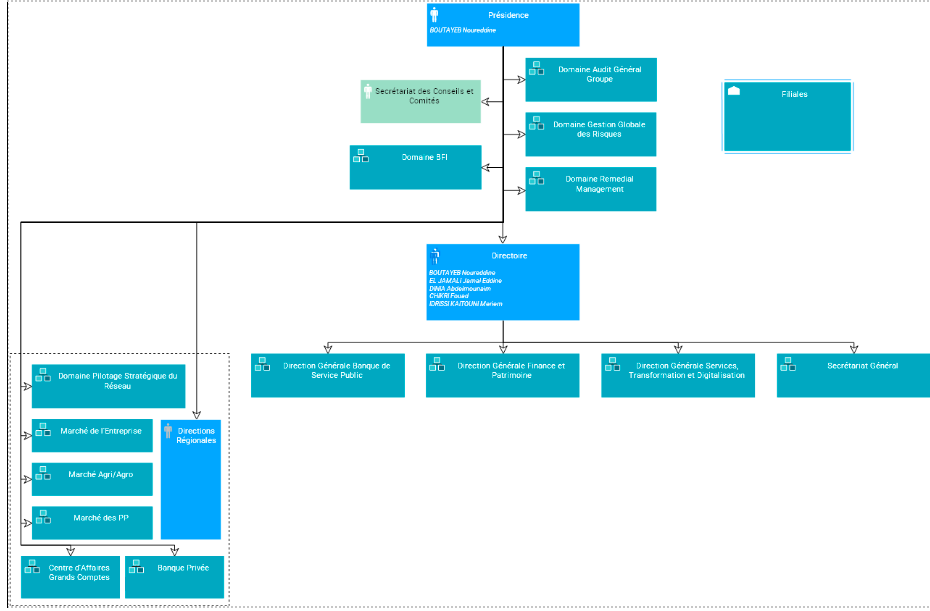 Présidence
BOUTAYEB Noureddine
Domaine Audit Général
Groupe
Secrétariat des Conseils et
Comités
Filiales
Domaine Gestion Globale
des Risques
Domaine BFI
Domaine Remedial
Management
Directoire
BOUTAYEB Noureddine
EL JAMALI Jamal Eddine
DINIA Abdelmounaim
CHIKRI Fouad
IDRISSI KAITOUNI Meriem
Direction Générale Banque de
Service Public
Direction Générale Finance et
Patrimoine
Direction Générale Services,
Transformation et Digitalisation
Secrétariat Général
Domaine Pilotage Stratégique du
Réseau
Marché de l'Entreprise
Directions
Régionales
Marché Agri/Agro
Marché des PP
Centre d'Affaires
Grands Comptes
Banque Privée